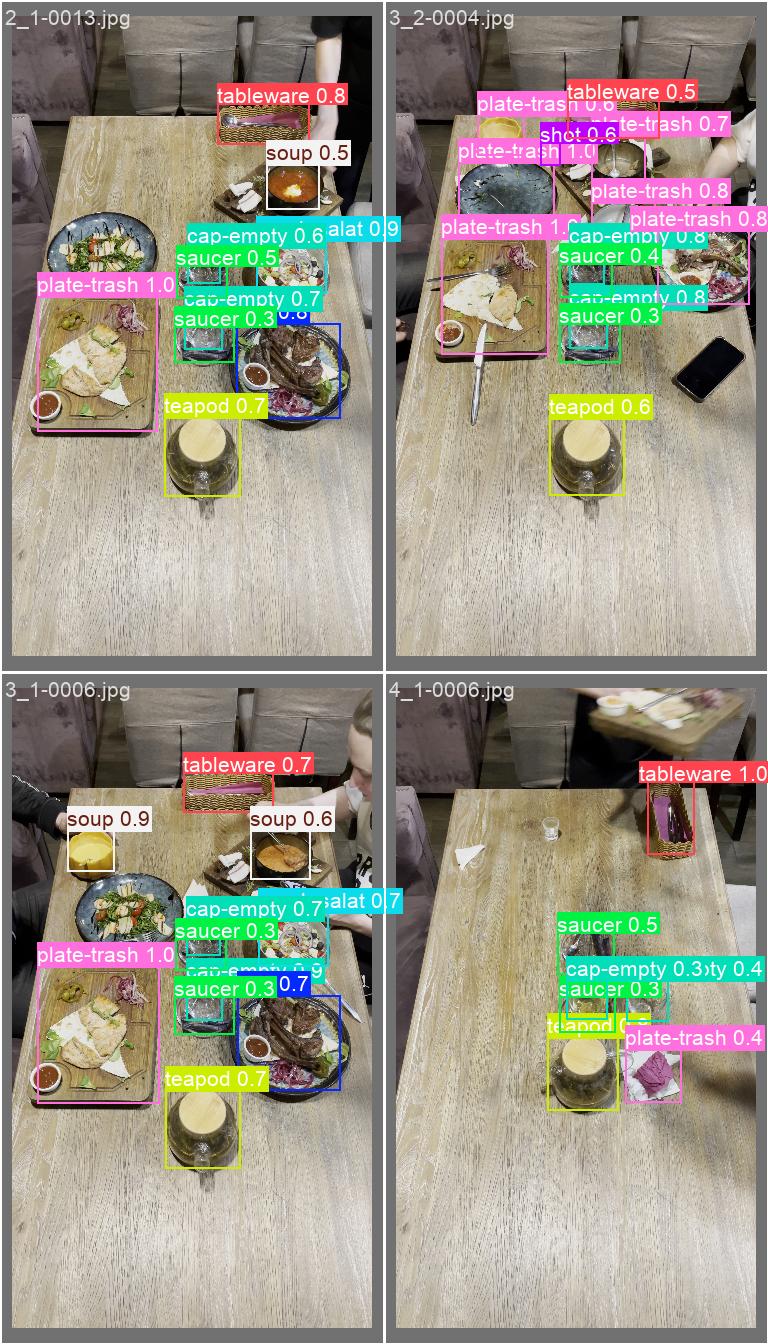 2_1-0013.jpg
tableware 0.8
soup 0.5
cap-empty 0.6
alat 0.9
saucer 0.5
plate-trash 1.0
cap-empty 0.7
saucer 0.3
0.8
teapod 0.7
3_2-0004.jpg
tableware 0.5
plate-trash 0.6
shot 0.6
plate-trash 0.7
plate-trash 1.0
plate-trash 0.8
plate-trash 0.8
plate-trash 1.0
cap-empty 0.8
saucer 0.4
cap-empty 0.8
saucer 0.3
teapod 0.6
3_1-0006.jpg
tableware 0.7
soup 0.9
soup 0.6
cap-empty 0.7
salat 0.7
saucer 0.3
plate-trash 1.0
cap-empty 0.9
saucer 0.3
0.7
teapod 0.7
4_1-0006.jpg
tableware 1.0
saucer 0.5
cap-empty 0.3
pty 0.4
saucer 0.3
teapod
plate-trash 0.4